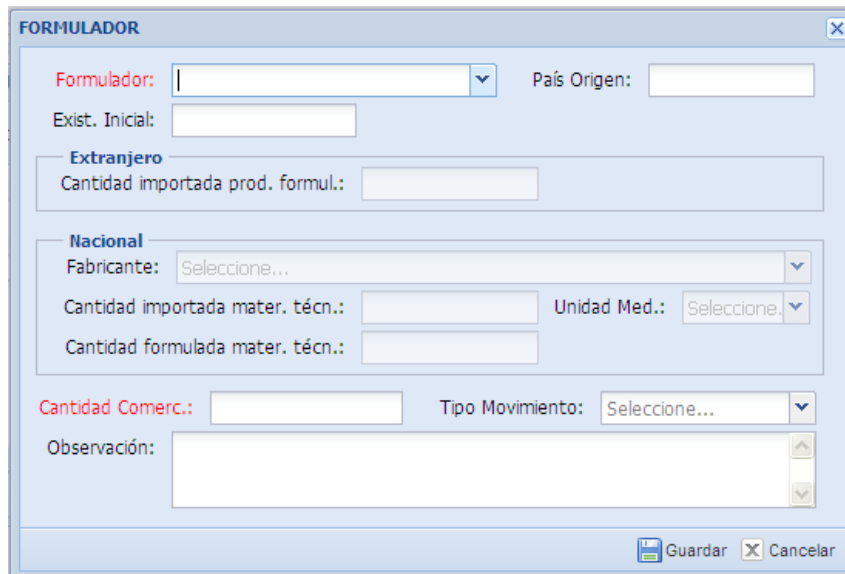 FORMULADOR
Formulador: País Origen:
Exist. Inicial:
Extranjero
Cantidad importada prod. formul.:
Nacional
Fabricante: Seleccione...
Cantidad importada mater. técn.: Unidad Med.: Seleccione.
Cantidad formulada mater. técn.:
Cantidad Comerc.: Tipo Movimiento: Seleccione...
Observación:
Guardar Cancelar